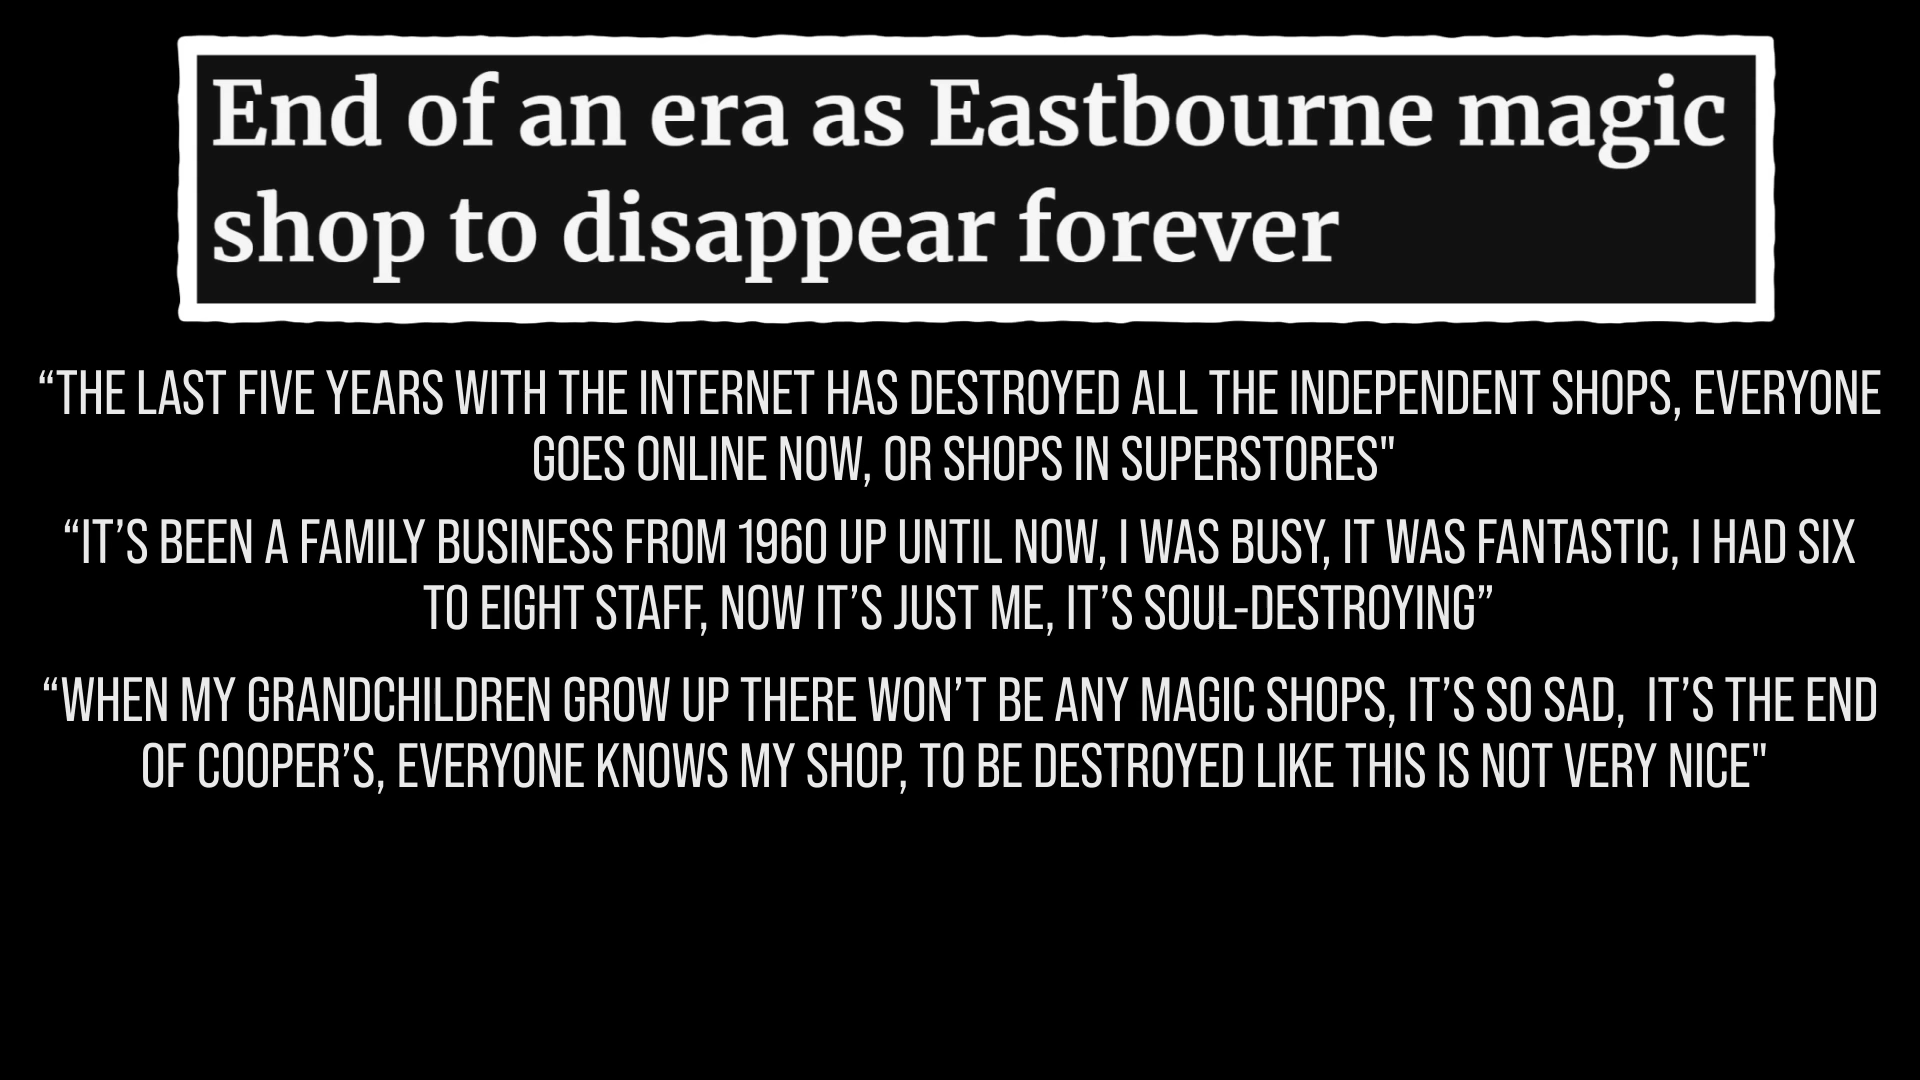 End of an era as Eastbourne magic
shop to disappear forever
“THE LAST FIVE YEARS WITH THE INTERNET HAS DESTROYED ALL THE INDEPENDENT SHOPS, EVERYONE
GOES ONLINE NOW, OR SHOPS IN SUPERSTORES"
“IT’S BEEN A FAMILY BUSINESS FROM 1960 UP UNTIL NOW, I WAS BUSY, IT WAS FANTASTIC, I HAD SIX
TO EIGHT STAFF, NOW IT’S JUST ME, IT’S SOUL-DESTROYING”
“WHEN MY GRANDCHILDREN GROW UP THERE WON’T BE ANY MAGIC SHOPS, IT’S SO SAD,  IT’S THE END
OF COOPER’S, EVERYONE KNOWS MY SHOP, TO BE DESTROYED LIKE THIS IS NOT VERY NICE"